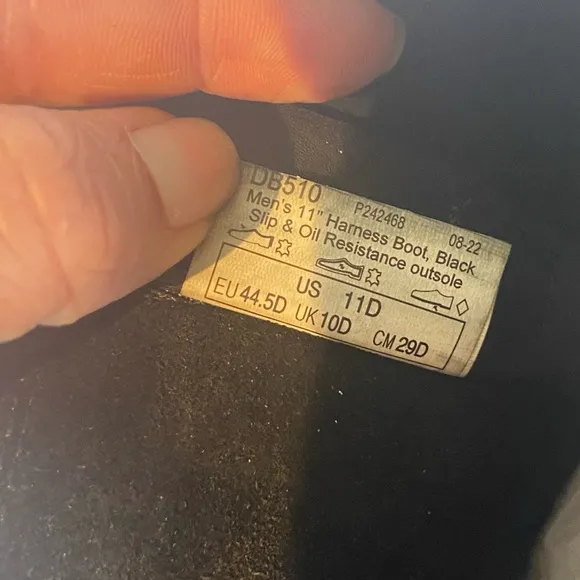 DB510 P242468 08-22
Men's 11" Harness Boot, Black
Slip & Oil Resistance outsole
US 11D
EU 44.5D UK 10D CM 29D